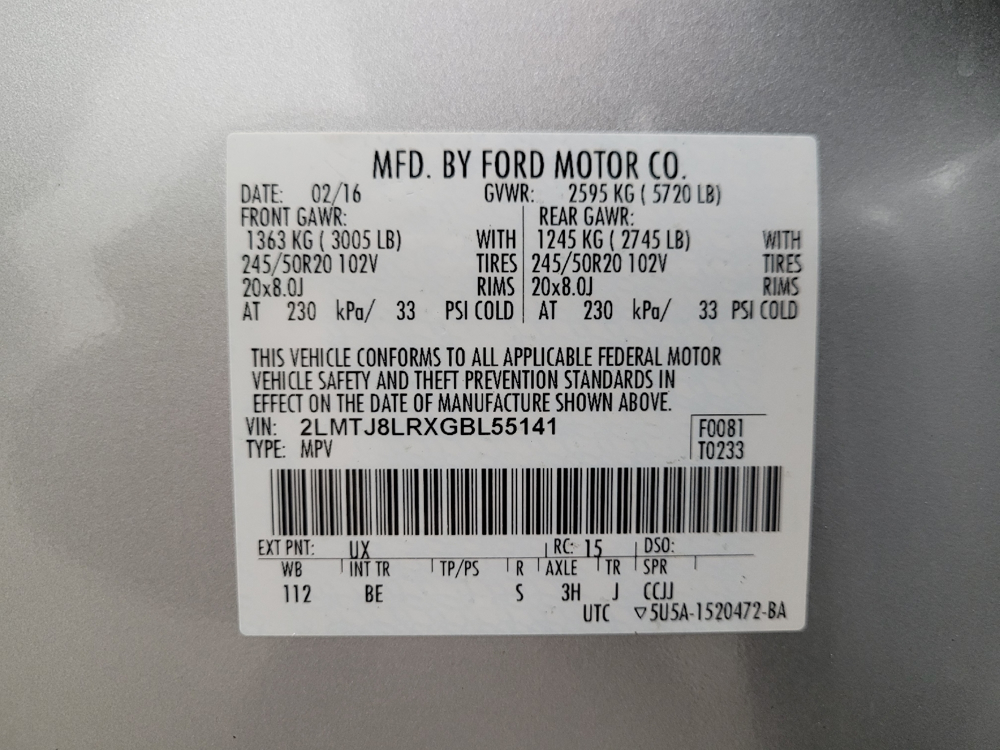 MFD. BY FORD MOTOR CO.
DATE: 02/16 GVWR: 2595 KG ( 5720 LB)
FRONT GAWR: REAR GAWR:
1363 KG ( 3005 LB) WITH 1245 KG ( 2745 LB) WITH
245/50R20 102V TIRES 245/50R20 102V TIRES
20x8.0J RIMS 20x8.0J RIMS
AT 230 kPa/ 33 PSI COLD AT 230 kPa/ 33 PSI COLD
THIS VEHICLE CONFORMS TO ALL APPLICABLE FEDERAL MOTOR
VEHICLE SAFETY AND THEFT PREVENTION STANDARDS IN
EFFECT ON THE DATE OF MANUFACTURE SHOWN ABOVE.
VIN: 2LMTJ8LRXGBL55141 F0081
TYPE: MPV T0233
EXT PNT: UX RC: 15 DSO:
WB INT TR TP/PS R AXLE TR SPR
112 BE S 3H J CCJJ
UTC ▽5U5A-1520472-BA